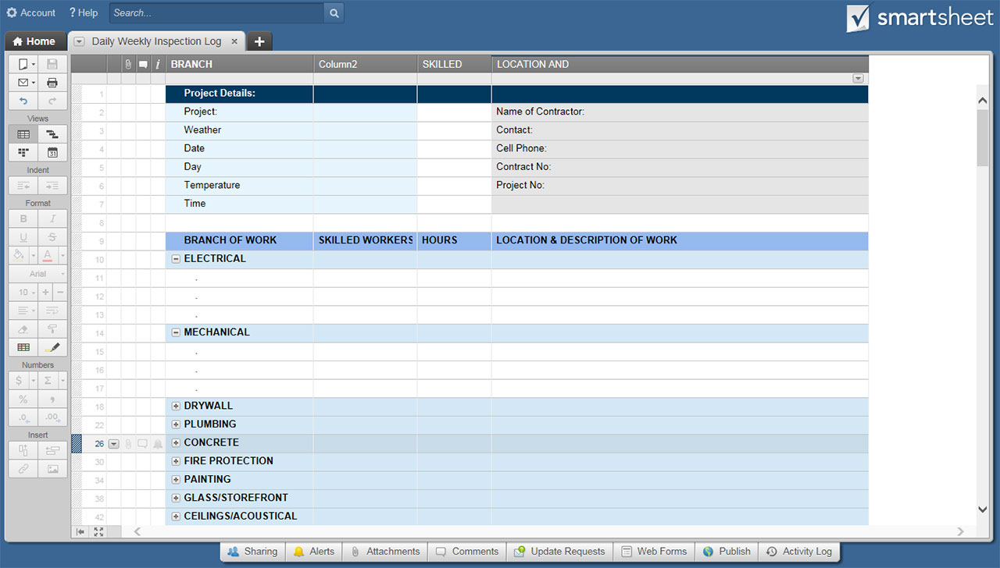 Account ? Help Search... smartsheet
Home Daily Weekly Inspection Log × +
i BRANCH Column2 SKILLED LOCATION AND
1 Project Details:
2 Project: Name of Contractor:
3 Weather Contact:
4 Date Cell Phone:
5 Day Contract No:
6 Temperature Project No:
7 Time
8
9 BRANCH OF WORK SKILLED WORKERS HOURS LOCATION & DESCRIPTION OF WORK
10 ELECTRICAL
11 .
12 .
13 .
14 MECHANICAL
15 .
16 .
17 .
18 DRYWALL
22 PLUMBING
26 CONCRETE
30 FIRE PROTECTION
34 PAINTING
38 GLASS/STOREFRONT
42 CEILINGS/ACOUSTICAL
Views
31
Indent
Format
B I
U S
A
Arial
10 + −
Numbers
$ Σ
% ,
.0 .00
Insert
Sharing Alerts Attachments Comments Update Requests Web Forms Publish Activity Log